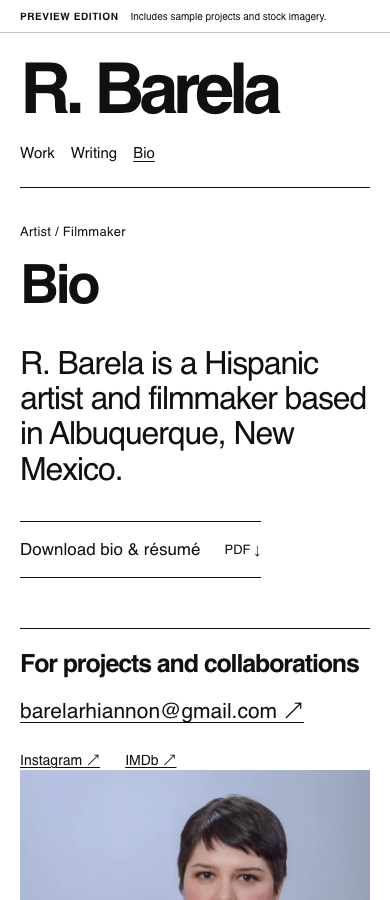 PREVIEW EDITION Includes sample projects and stock imagery.
R. Barela
Work Writing Bio
Artist / Filmmaker
Bio
R. Barela is a Hispanic
artist and filmmaker based
in Albuquerque, New
Mexico.
Download bio & résumé PDF ↓
For projects and collaborations
barelarhiannon@gmail.com ↗
Instagram ↗ IMDb ↗